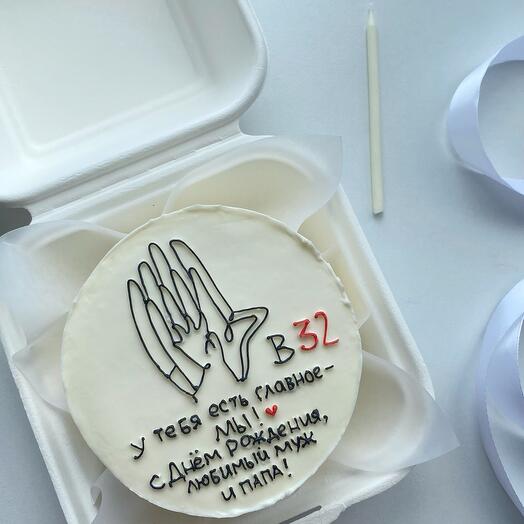 В 32
у тебя есть главное-
мы!
с Днём рождения,
любимый муж
и папа!